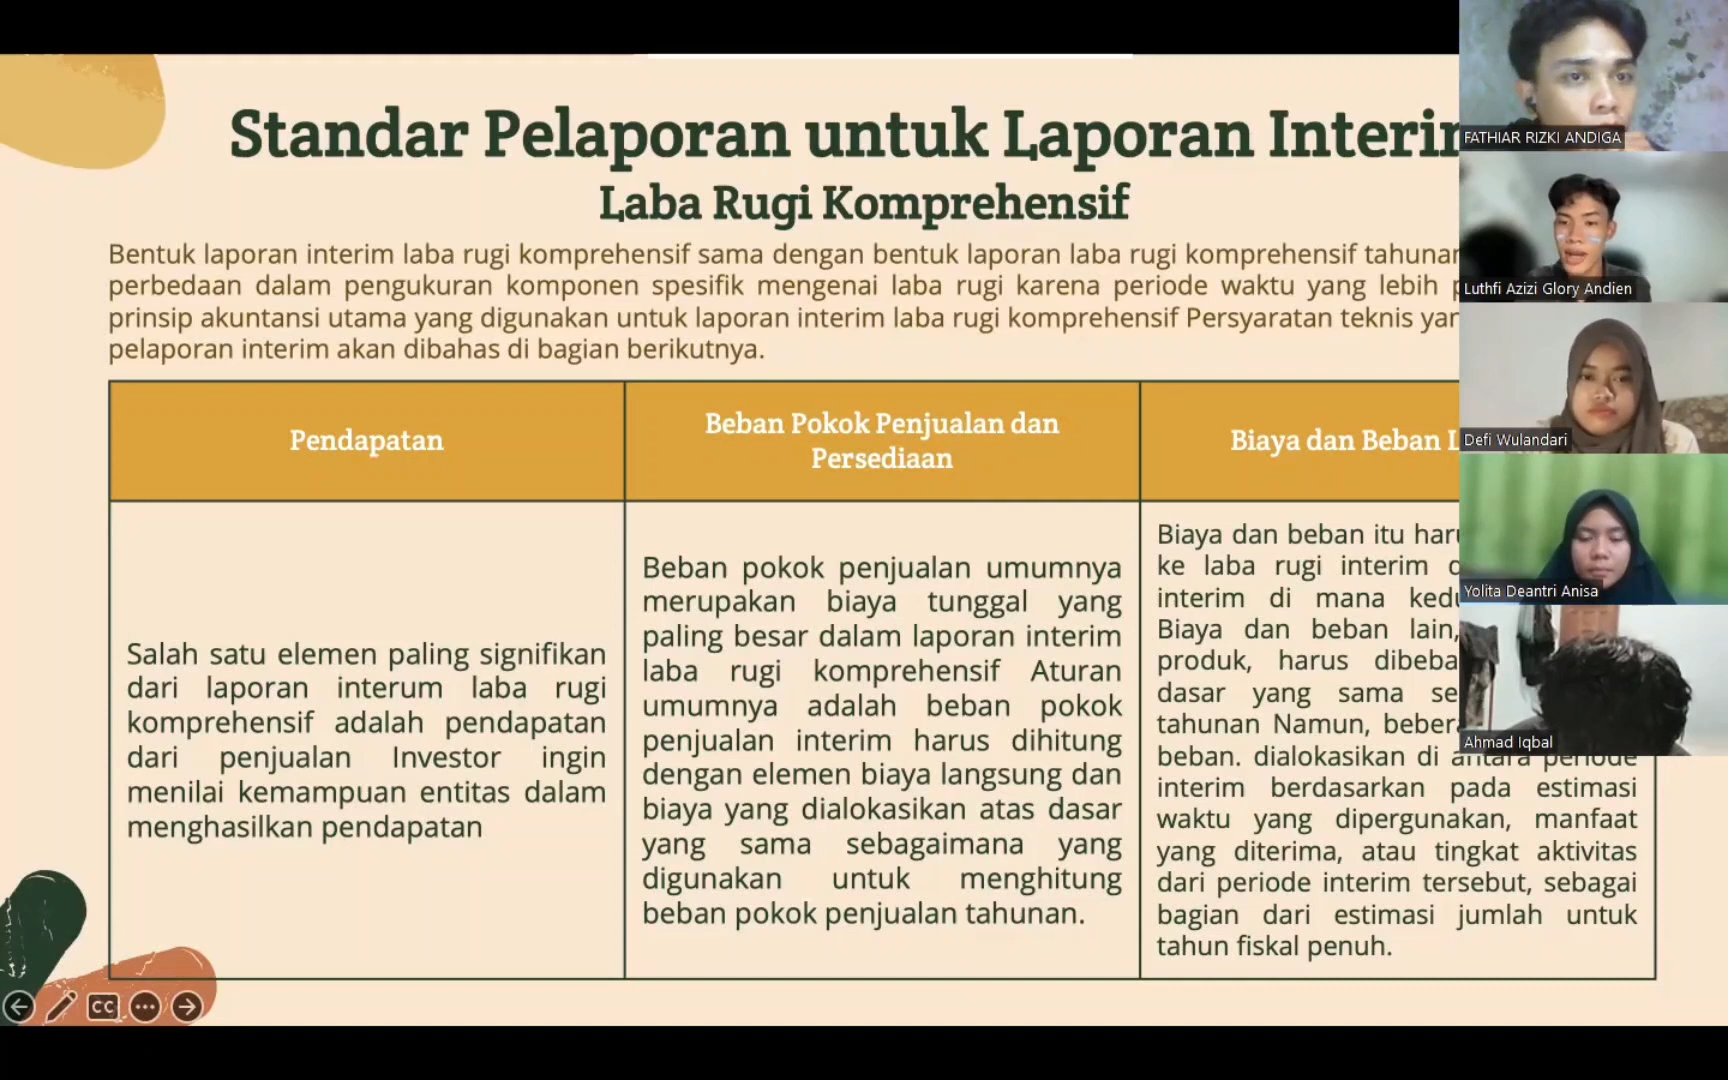 Standar Pelaporan untuk Laporan
Laba Rugi Komprehensif
Bentuk laporan interim laba rugi komprehensif sama dengan bentuk laporan laba rugi komprehensif
perbedaan dalam pengukuran komponen spesifik mengenai laba rugi karena periode waktu yang lebih
prinsip akuntansi utama yang digunakan untuk laporan interim laba rugi komprehensif Persyaratan teknis
pelaporan interim akan dibahas di bagian berikutnya.
Pendapatan
Beban Pokok Penjualan dan
Persediaan
Biaya dan Beban
Salah satu elemen paling signifikan
dari laporan interum laba rugi
komprehensif adalah pendapatan
dari penjualan Investor ingin
menilai kemampuan entitas dalam
menghasilkan pendapatan
Beban pokok penjualan umumnya
merupakan biaya tunggal yang
paling besar dalam laporan interim
laba rugi komprehensif Aturan
umumnya adalah beban pokok
penjualan interim harus dihitung
dengan elemen biaya langsung dan
biaya yang dialokasikan atas dasar
yang sama sebagaimana yang
digunakan untuk menghitung
beban pokok penjualan tahunan.
Biaya dan beban itu
ke laba rugi interim
interim di mana
Biaya dan beban lain,
produk, harus
dasar yang sama
tahunan Namun,
beban. dialokasikan di antara periode
interim berdasarkan pada estimasi
waktu yang dipergunakan, manfaat
yang diterima, atau tingkat aktivitas
dari periode interim tersebut, sebagai
bagian dari estimasi jumlah untuk
tahun fiskal penuh.
FATHIAR RIZKI ANDIGA
Luthfi Azizi Glory Andien
Defi Wulandari
Yolita Deantri Anisa
Ahmad Iqbal
CC